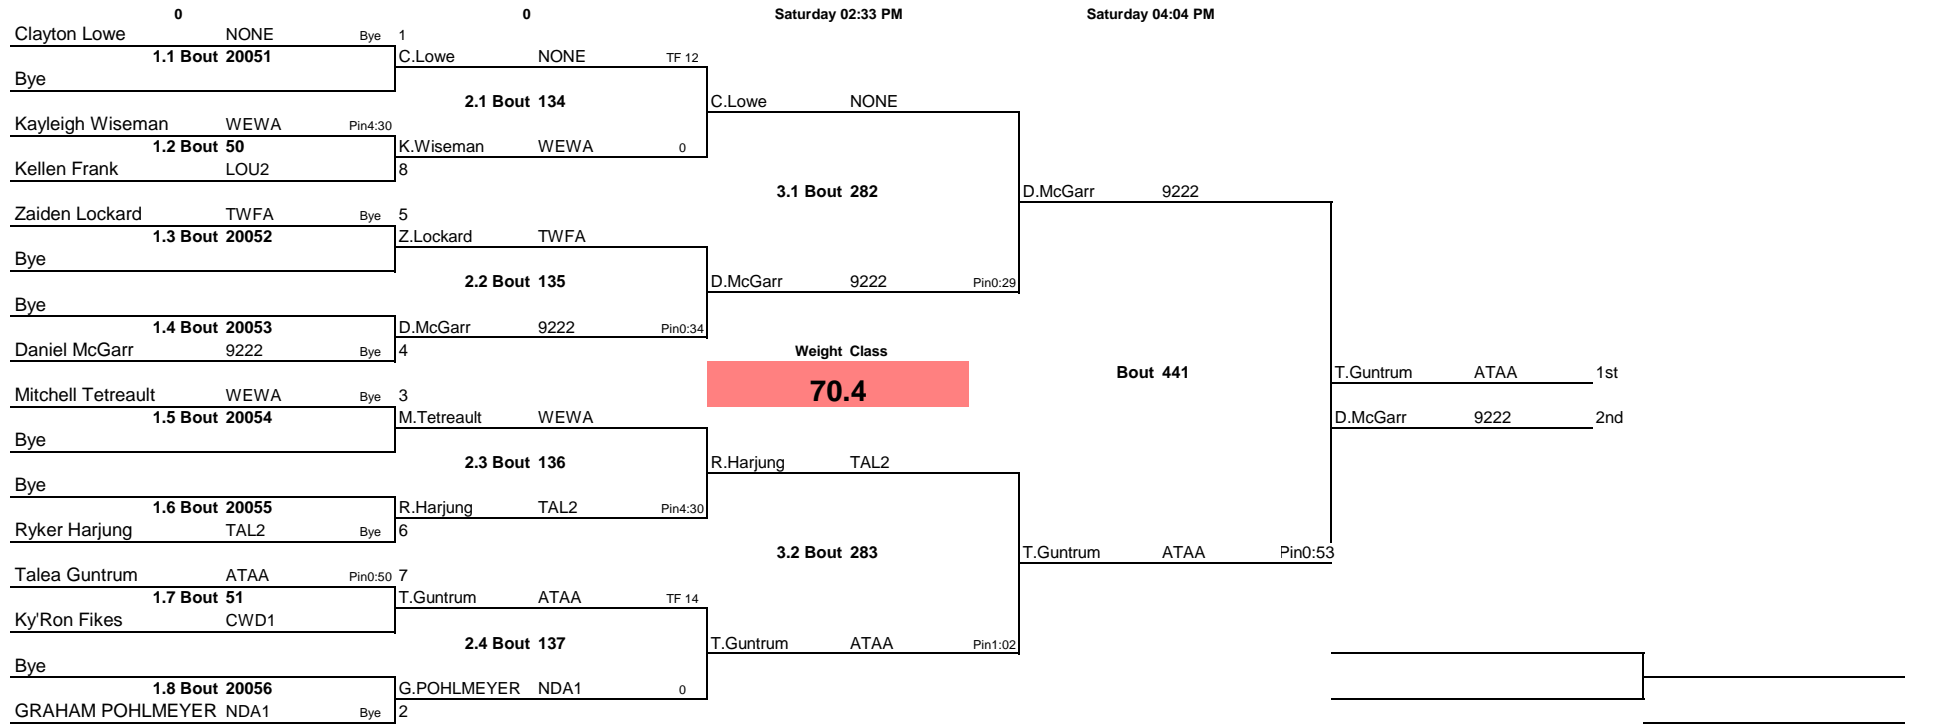 0 0 Saturday 02:33 PM Saturday 04:04 PM
Clayton Lowe NONE Bye 1
1.1 Bout 20051 C.Lowe NONE TF 12
Bye
2.1 Bout 134 C.Lowe NONE
Kayleigh Wiseman WEWA Pin4:30
1.2 Bout 50 K.Wiseman WEWA 0
Kellen Frank LOU2 8
3.1 Bout 282 D.McGarr 9222
Zaiden Lockard TWFA Bye 5
1.3 Bout 20052 Z.Lockard TWFA
Bye
2.2 Bout 135 D.McGarr 9222 Pin0:29
Bye
1.4 Bout 20053 D.McGarr 9222 Pin0:34
Daniel McGarr 9222 Bye 4 Weight Class
Bout 441 T.Guntrum ATAA 1st
70.4
Mitchell Tetreault WEWA Bye 3
1.5 Bout 20054 M.Tetreault WEWA D.McGarr 9222 2nd
Bye
2.3 Bout 136 R.Harjung TAL2
Bye
1.6 Bout 20055 R.Harjung TAL2 Pin4:30
Ryker Harjung TAL2 Bye 6
3.2 Bout 283 T.Guntrum ATAA Pin0:53
Talea Guntrum ATAA Pin0:50 7
1.7 Bout 51 T.Guntrum ATAA TF 14
Ky'Ron Fikes CWD1
2.4 Bout 137 T.Guntrum ATAA Pin1:02
Bye
1.8 Bout 20056 G.POHLMEYER NDA1 0
GRAHAM POHLMEYER NDA1 Bye 2